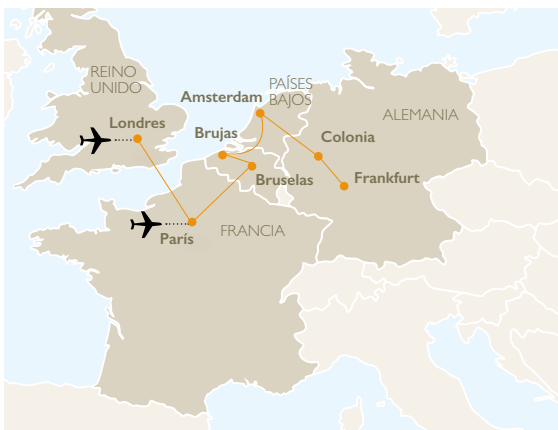 REINO
UNIDO
PAÍSES
BAJOS
Amsterdam
ALEMANIA
Londres
Brujas
Colonia
Bruselas
Frankfurt
París
FRANCIA